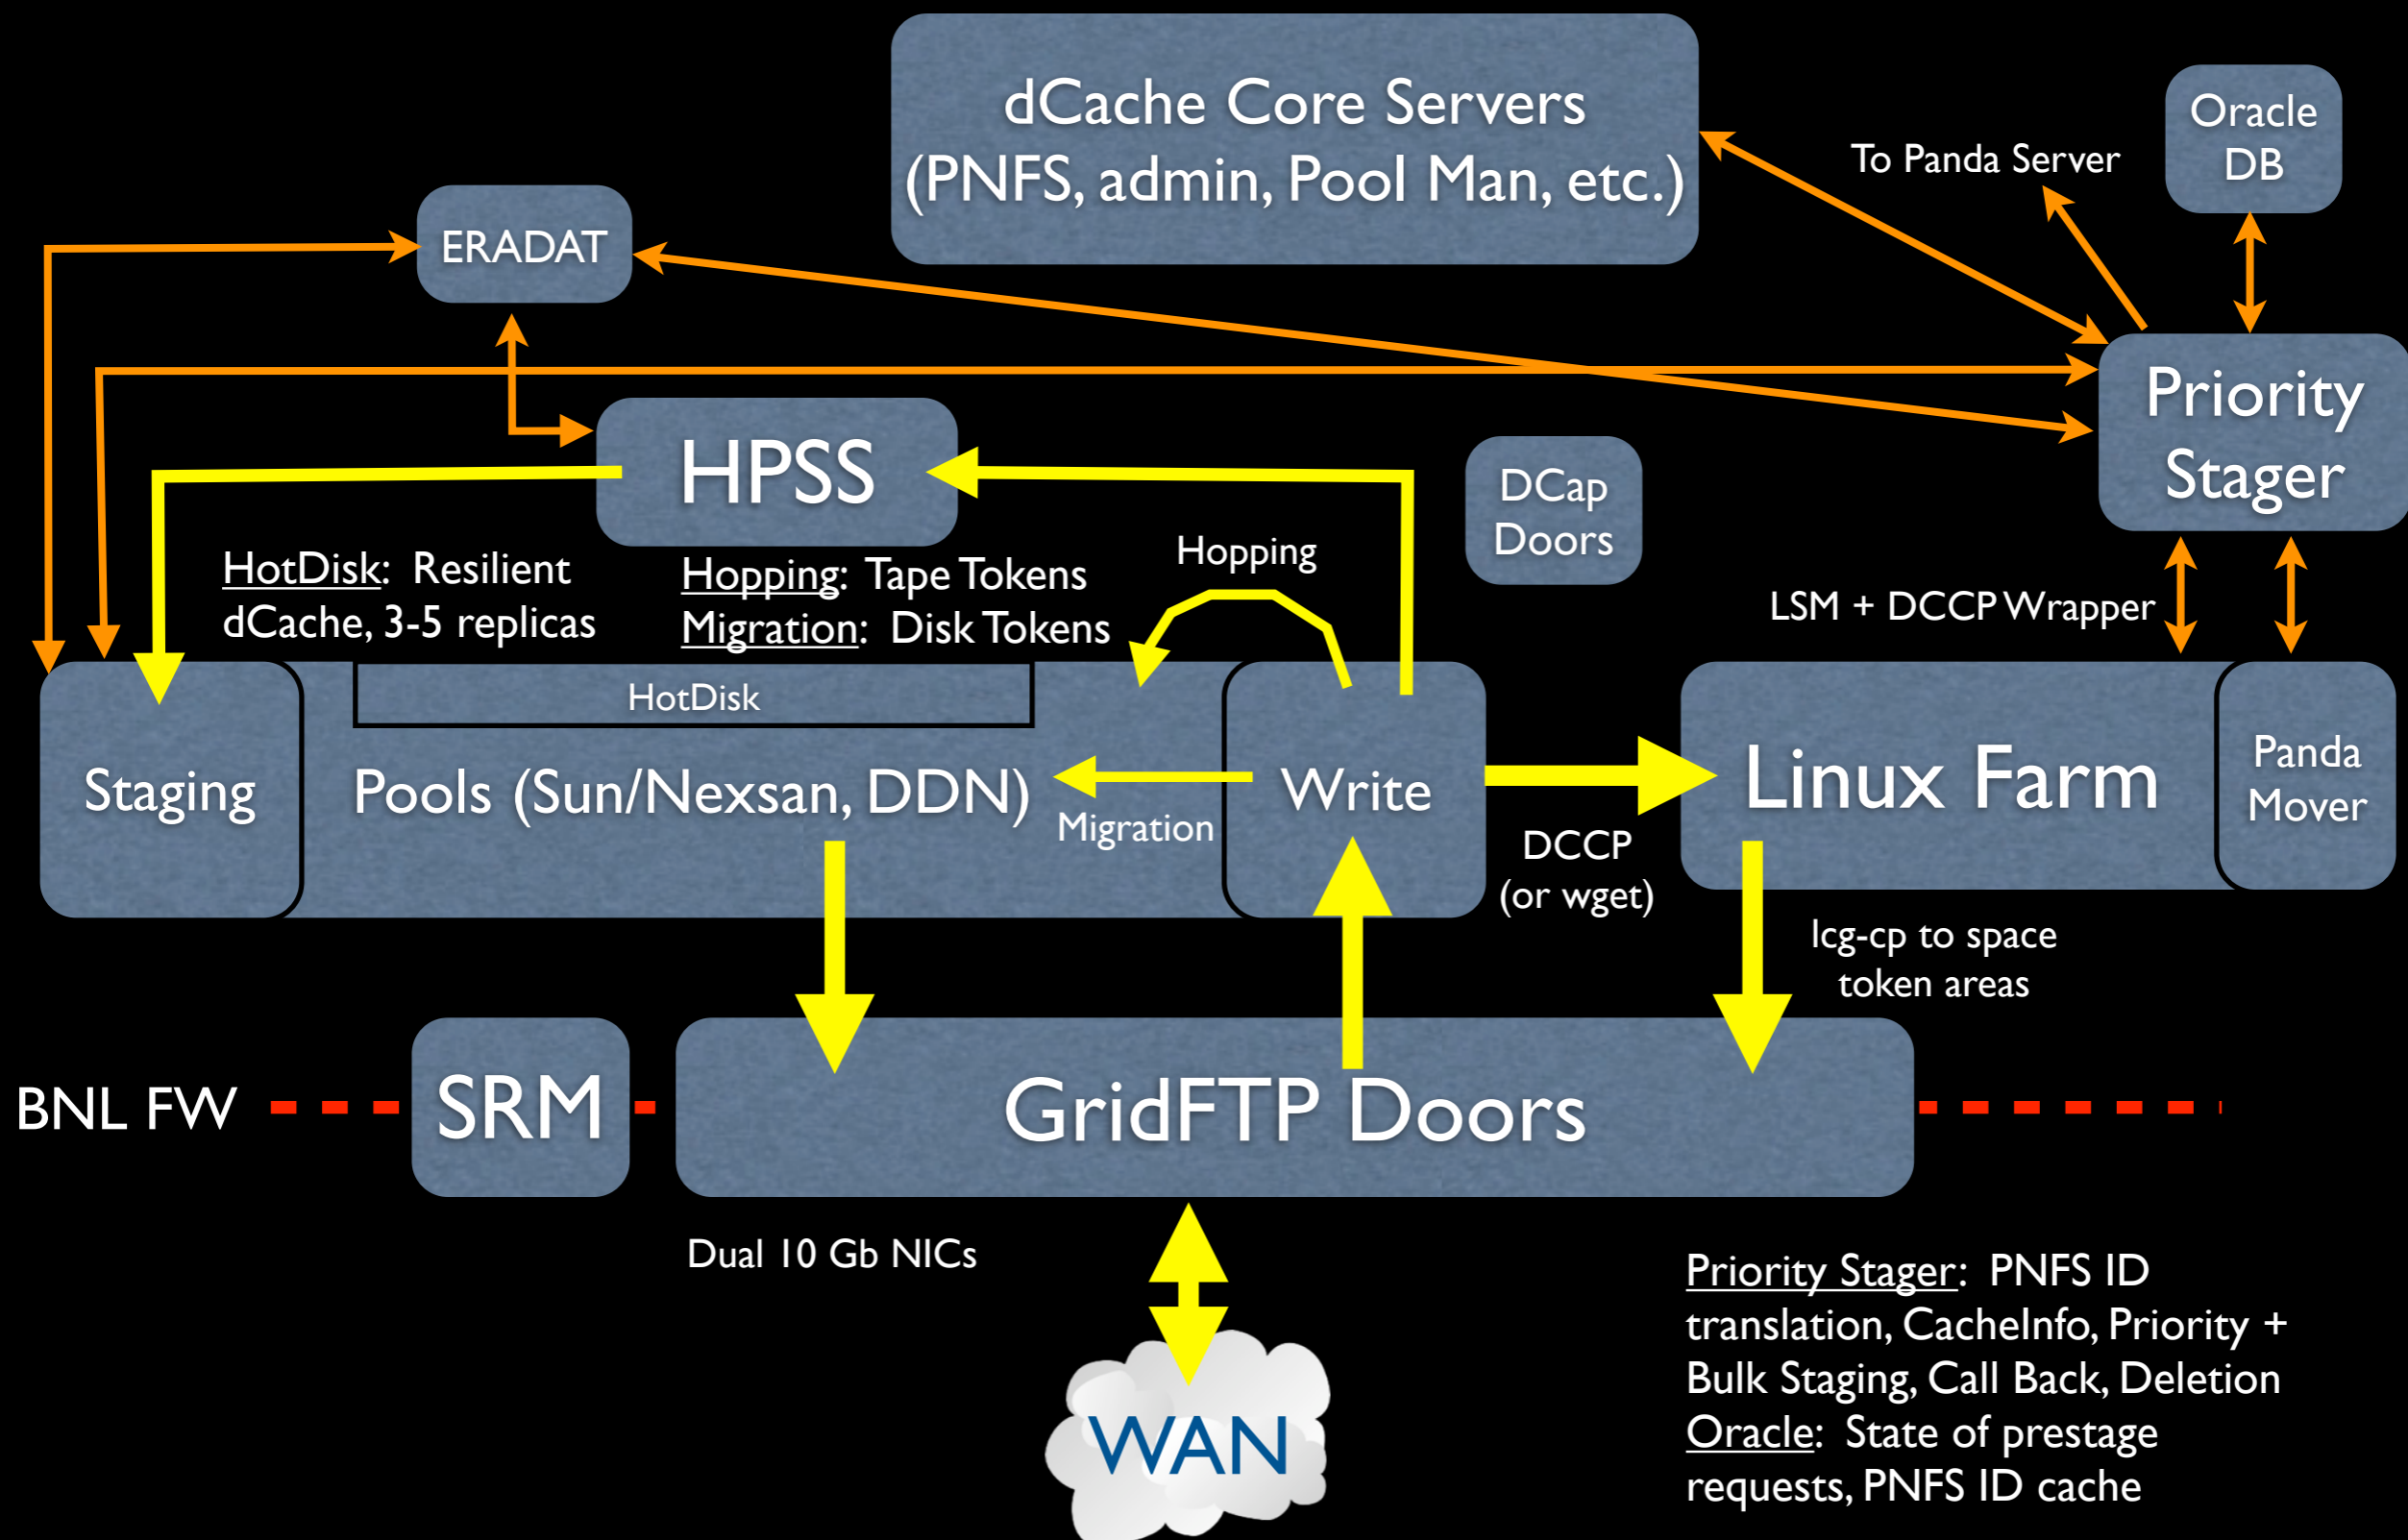 dCache Core Servers
(PNFS, admin, Pool Man, etc.)
Oracle
DB
To Panda Server
ERADAT
Priority
Stager
HPSS
DCap
Doors
HotDisk: Resilient
dCache, 3-5 replicas
Hopping: Tape Tokens
Migration: Disk Tokens
Hopping
LSM + DCCP Wrapper
HotDisk
Staging
Pools (Sun/Nexsan, DDN)
Migration
Write
DCCP
(or wget)
Linux Farm
Panda
Mover
lcg-cp to space
token areas
BNL FW
SRM
GridFTP Doors
Dual 10 Gb NICs
WAN
Priority Stager: PNFS ID
translation, CacheInfo, Priority +
Bulk Staging, Call Back, Deletion
Oracle: State of prestage
requests, PNFS ID cache